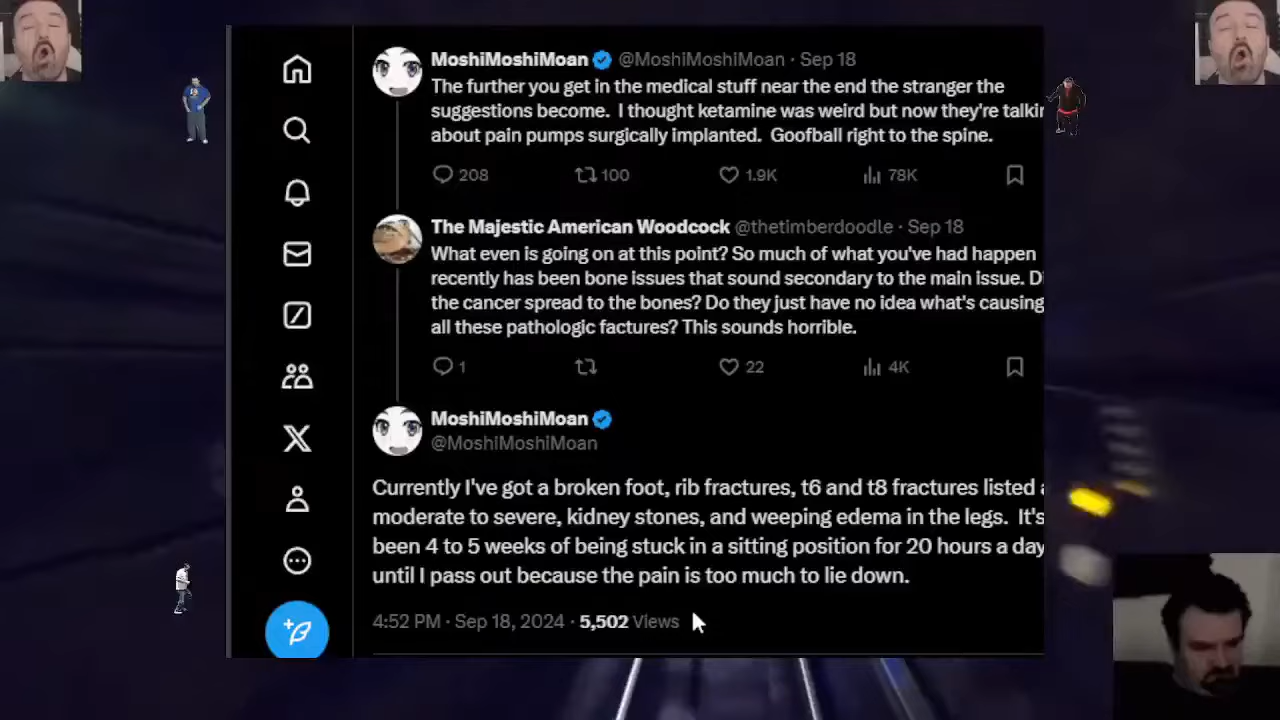 MoshiMoshiMoan @MoshiMoshiMoan · Sep 18
The further you get in the medical stuff near the end the stranger the
suggestions become. I thought ketamine was weird but now they're talkin
about pain pumps surgically implanted. Goofball right to the spine.
208 100 1.9K 78K
The Majestic American Woodcock @thetimberdoodle · Sep 18
What even is going on at this point? So much of what you've had happen
recently has been bone issues that sound secondary to the main issue. D
the cancer spread to the bones? Do they just have no idea what's causing
all these pathologic factures? This sounds horrible.
1 22 4K
MoshiMoshiMoan
@MoshiMoshiMoan
Currently I've got a broken foot, rib fractures, t6 and t8 fractures listed
moderate to severe, kidney stones, and weeping edema in the legs. It's
been 4 to 5 weeks of being stuck in a sitting position for 20 hours a day
until I pass out because the pain is too much to lie down.
4:52 PM · Sep 18, 2024 · 5,502 Views